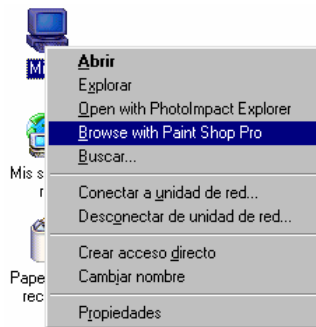 Mi
Abrir
Explorar
Open with PhotoImpact Explorer
Browse with Paint Shop Pro
Buscar...
Mis s
r
Conectar a unidad de red...
Desconectar de unidad de red...
Crear acceso directo
Cambiar nombre
Pape
rec
Propiedades